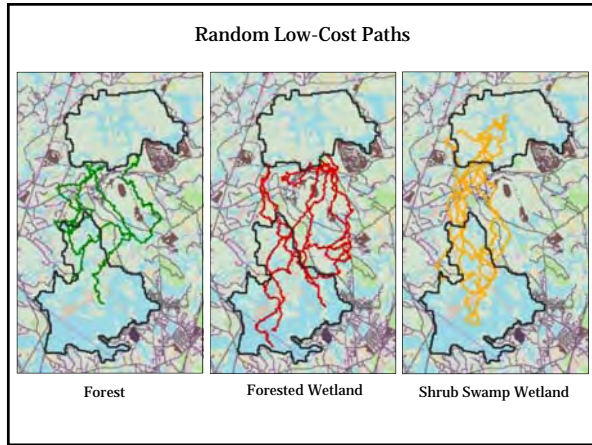 Random Low-Cost Paths
Forest
Forested Wetland
Shrub Swamp Wetland